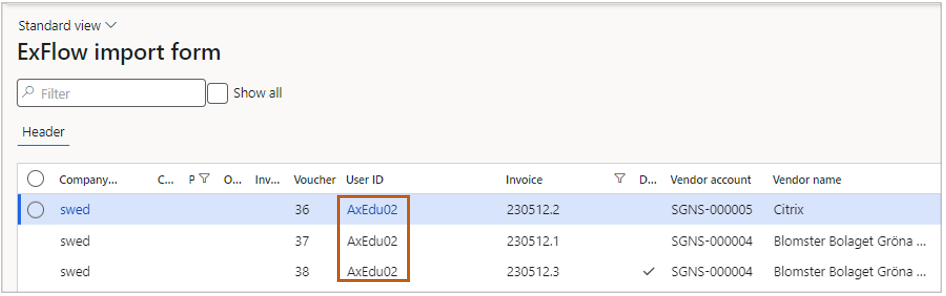 Standard view
ExFlow import form
Filter Show all
Header
Company... C... P O... Inv... Voucher User ID Invoice D... Vendor account Vendor name
swed 36 AxEdu02 230512.2 SGNS-000005 Citrix
swed 37 AxEdu02 230512.1 SGNS-000004 Blomster Bolaget Gröna ...
swed 38 AxEdu02 230512.3 SGNS-000004 Blomster Bolaget Gröna ...